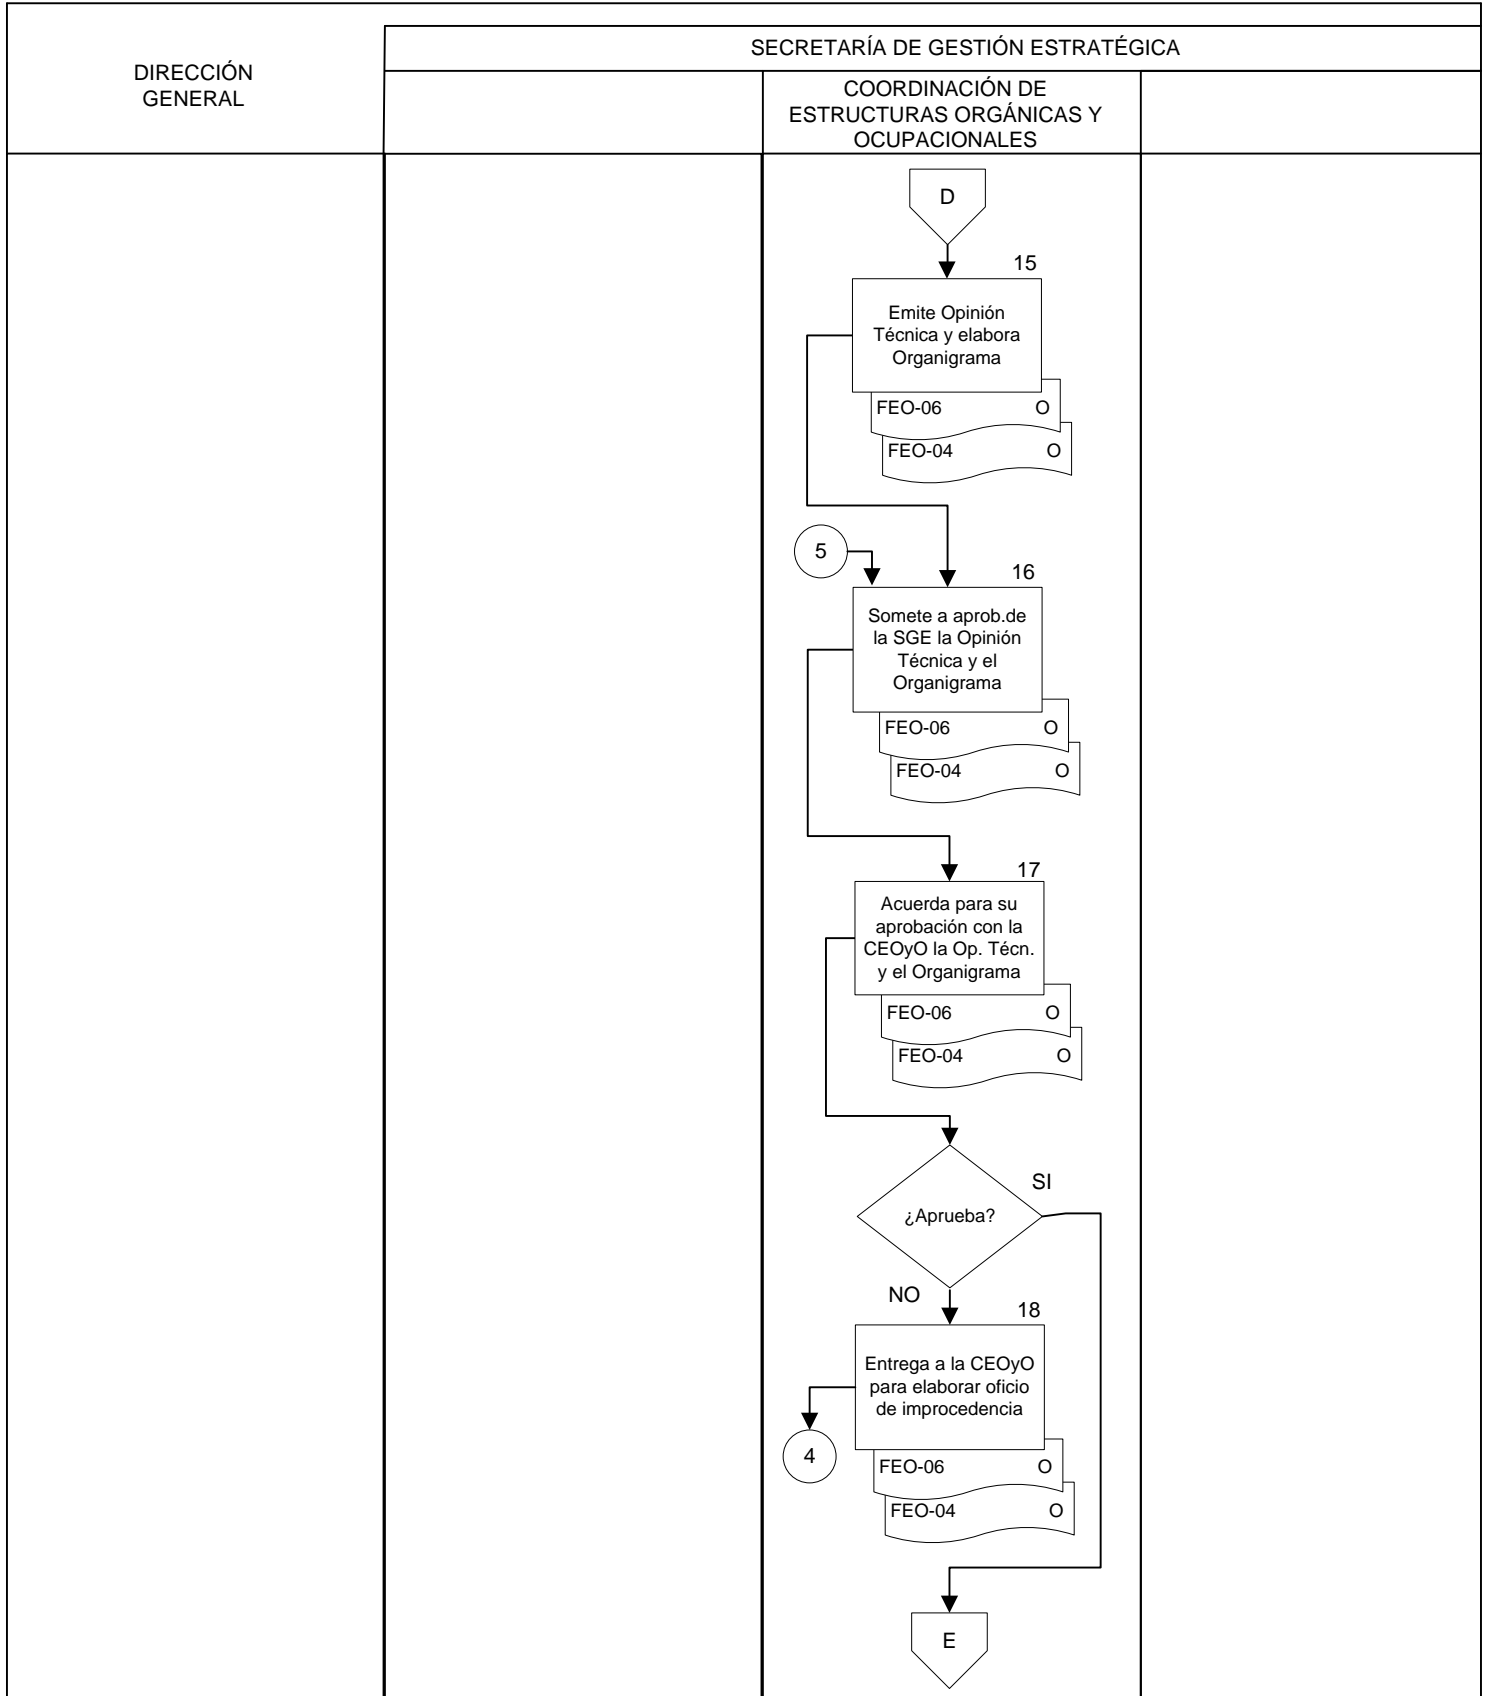 DIRECCIÓN
GENERAL
SECRETARÍA DE GESTIÓN ESTRATÉGICA
COORDINACIÓN DE
ESTRUCTURAS ORGÁNICAS Y
OCUPACIONALES
D
15
Emite Opinión
Técnica y elabora
Organigrama
FEO-06 O
FEO-04 O
5
16
Somete a aprob.de
la SGE la Opinión
Técnica y el
Organigrama
FEO-06 O
FEO-04 O
17
Acuerda para su
aprobación con la
CEOyO la Op. Técn.
y el Organigrama
FEO-06 O
FEO-04 O
SI
¿Aprueba?
NO
18
Entrega a la CEOyO
para elaborar oficio
de improcedencia
4
FEO-06 O
FEO-04 O
E